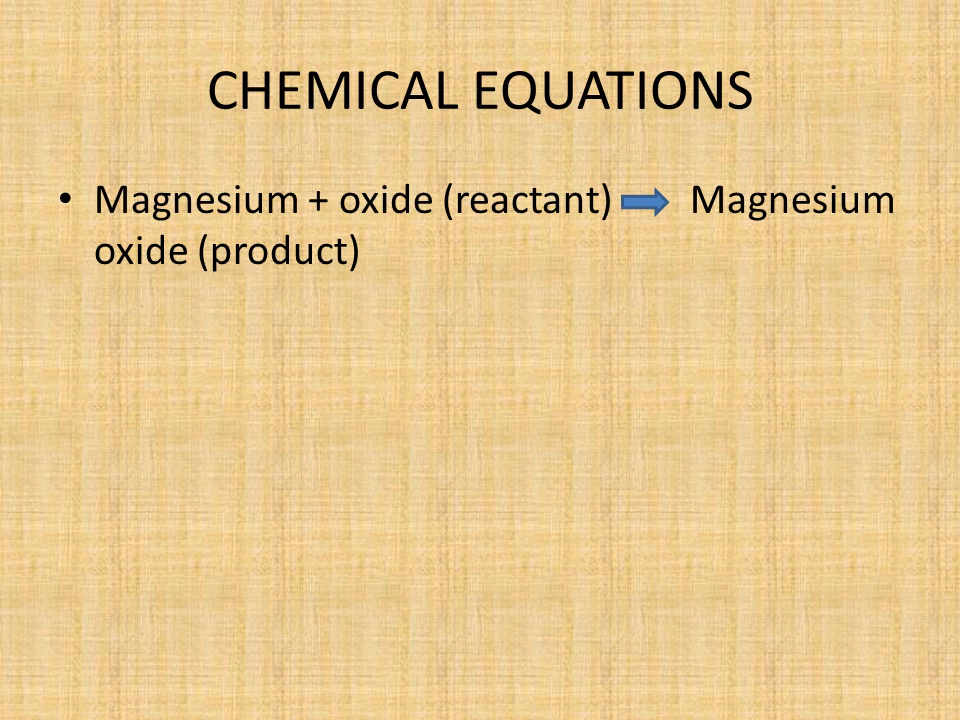 CHEMICAL EQUATIONS
• Magnesium + oxide (reactant) Magnesium
oxide (product)